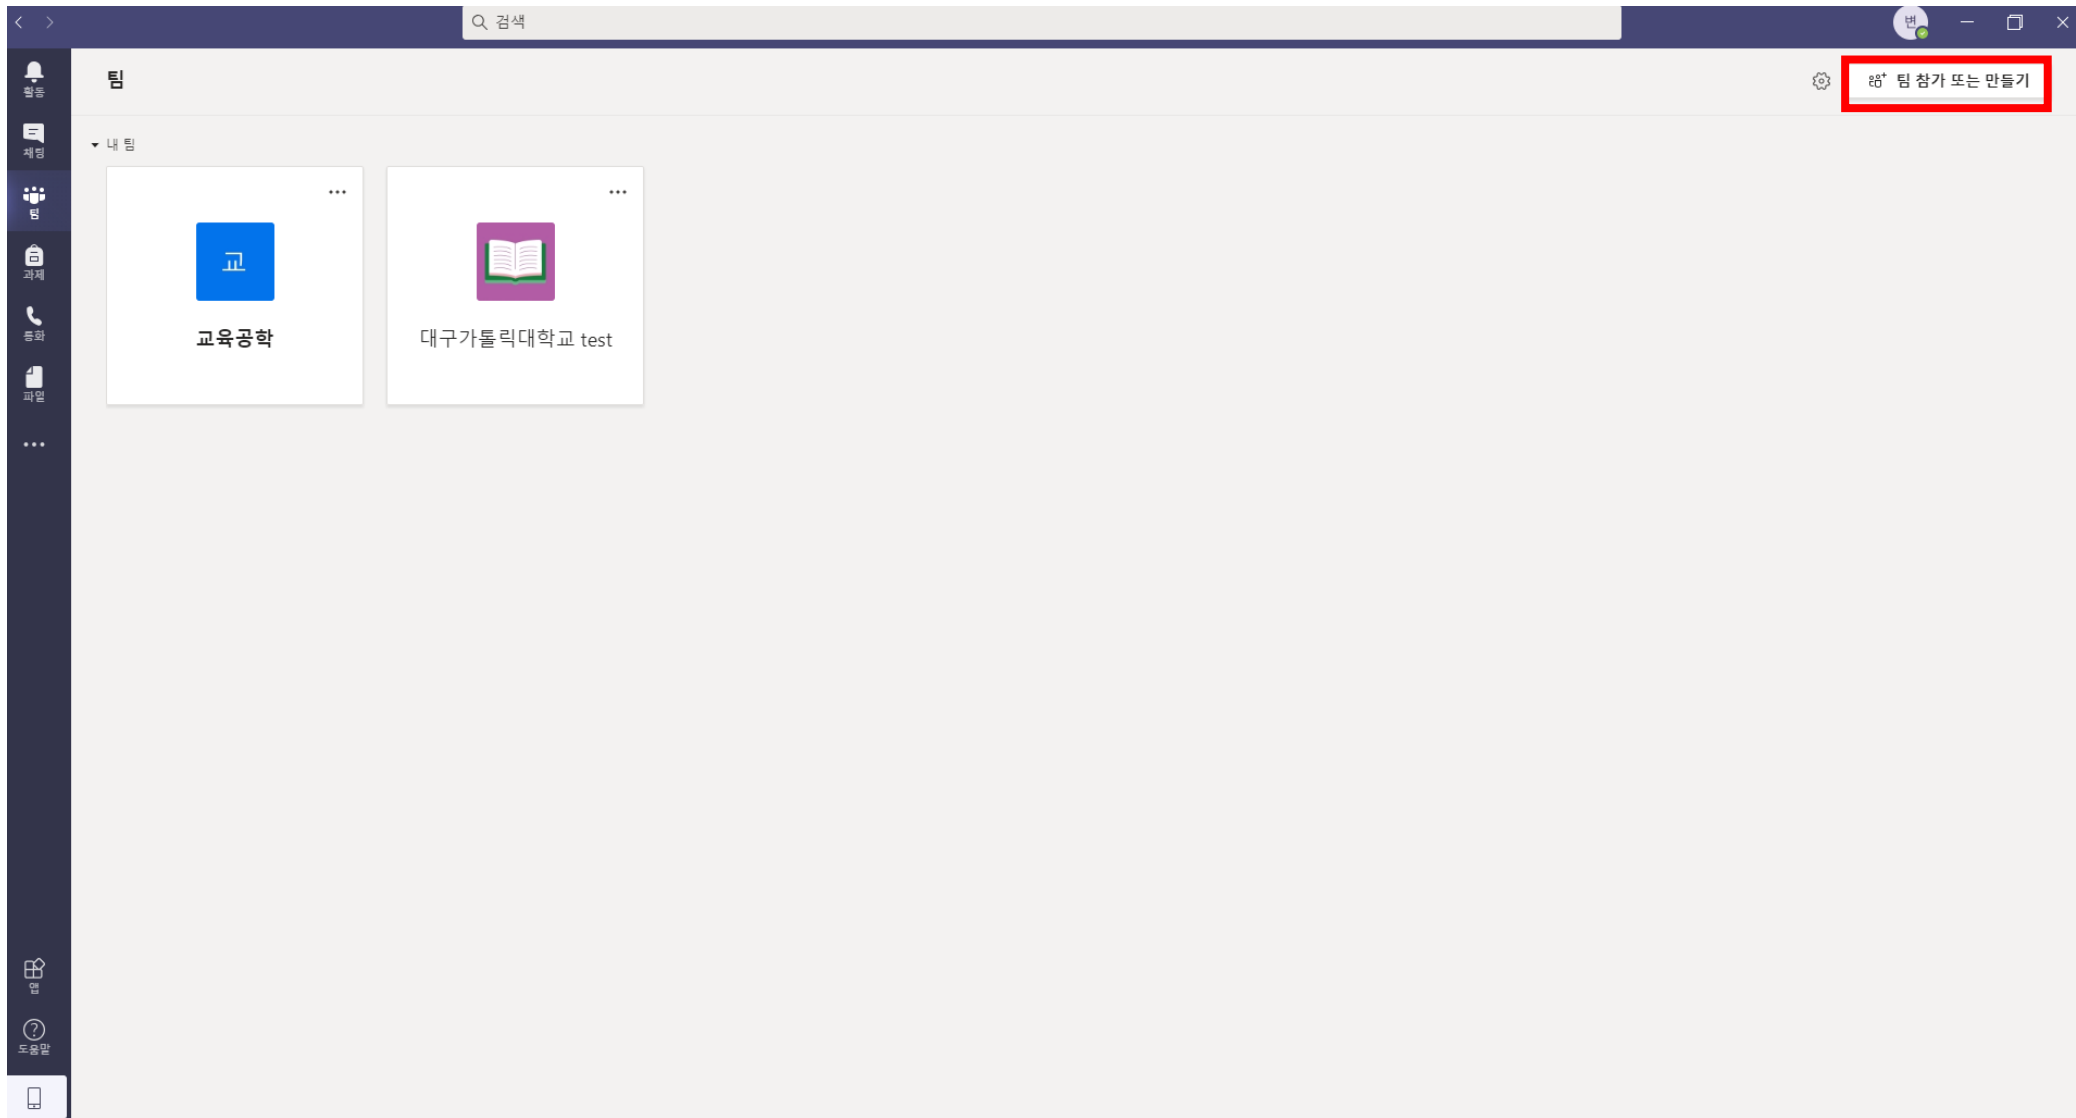 검색
변
활동
채팅
팀
과제
통화
파일
앱
도움말
팀
팀 참가 또는 만들기
내 팀
교
교육공학
대구가톨릭대학교 test